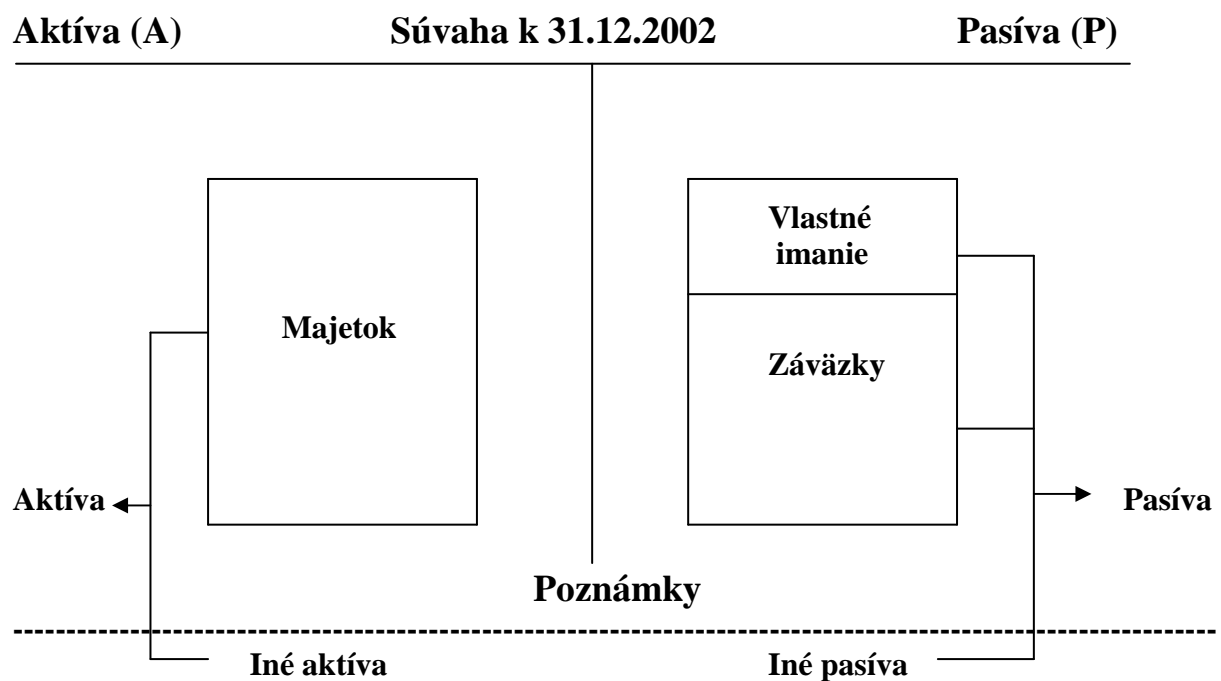 Aktíva (A) Súvaha k 31.12.2002 Pasíva (P)
Vlastné
imanie
Majetok
Záväzky
Aktíva
Pasíva
Poznámky
Iné aktíva Iné pasíva